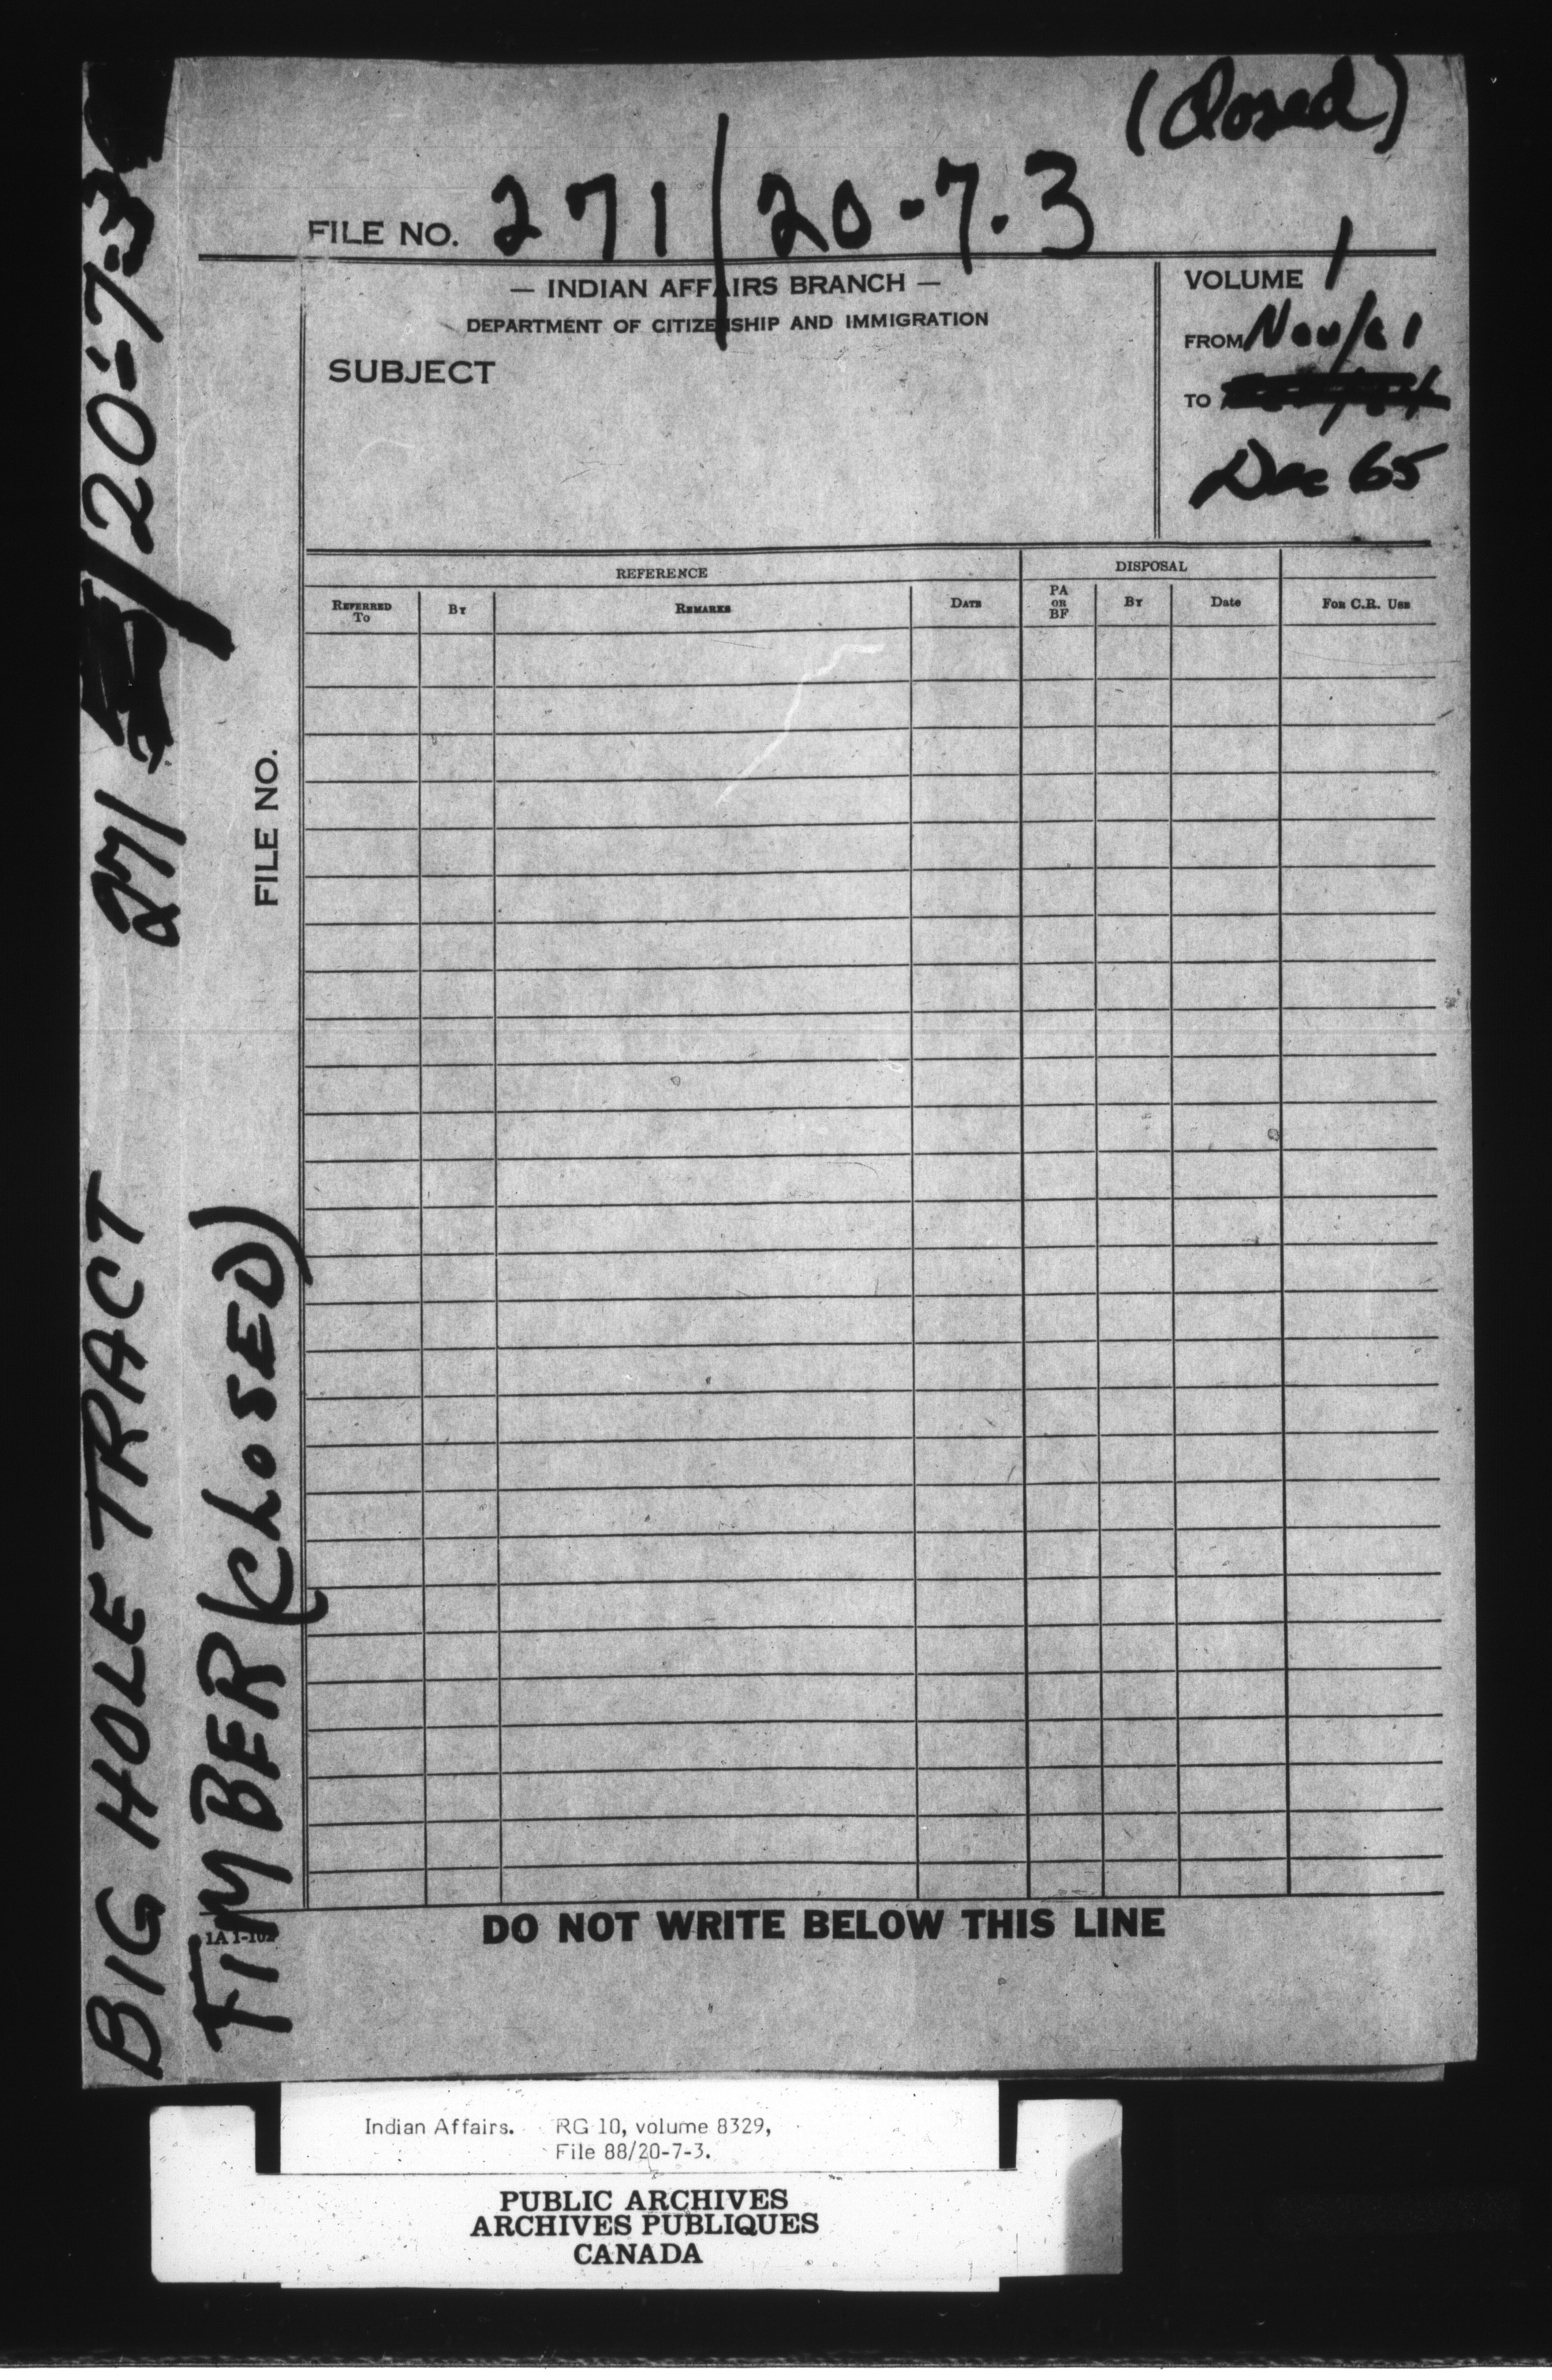 (Closed)
FILE NO. 271/20-7-3
— INDIAN AFFAIRS BRANCH —
DEPARTMENT OF CITIZENSHIP AND IMMIGRATION
SUBJECT
VOLUME 1
FROM Nov/61
TO
Dec 65
REFERENCE
DISPOSAL
REFERRED TO
BY
REMARKS
DATE
PA OR BF
BY
Date
FOR C.R. USE
271/20-7-3
FILE NO.
BIG HOLE TRACT
TIMBER (CLOSED)
DO NOT WRITE BELOW THIS LINE
Indian Affairs. RG 10, volume 8329,
File 88/20-7-3.
PUBLIC ARCHIVES
ARCHIVES PUBLIQUES
CANADA